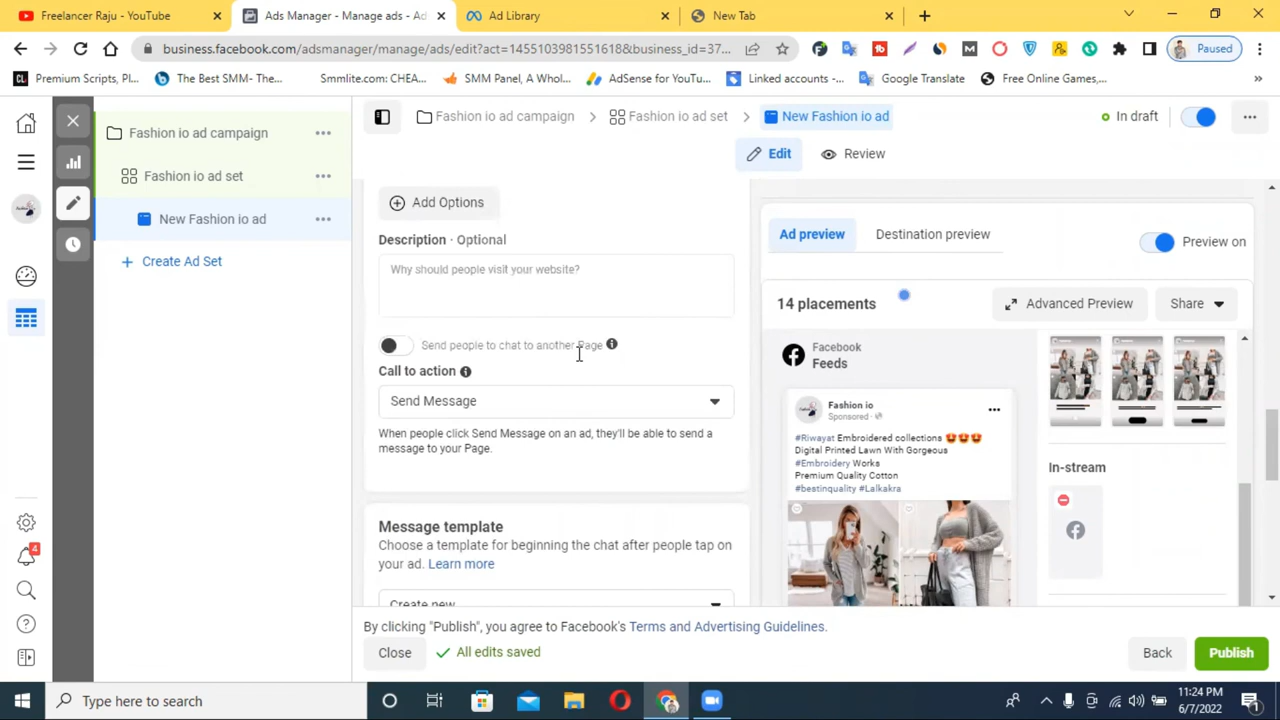 Freelancer Raju - YouTube
Ads Manager - Manage ads - Ad
Ad Library
New Tab
business.facebook.com/adsmanager/manage/ads/edit?act=1455103981551618&business_id=37...
Paused
Premium Scripts, Pl...
The Best SMM- The...
Smmlite.com: CHEA...
SMM Panel, A Whol...
AdSense for YouTu...
Linked accounts -...
Google Translate
Free Online Games,...
Fashion io ad campaign
Fashion io ad set
New Fashion io ad
Create Ad Set
Fashion io ad campaign
Fashion io ad set
New Fashion io ad
In draft
Edit
Review
Add Options
Description · Optional
Why should people visit your website?
Send people to chat to another Page
Call to action
Send Message
When people click Send Message on an ad, they'll be able to send a
message to your Page.
Message template
Choose a template for beginning the chat after people tap on
your ad. Learn more
Create new
Ad preview
Destination preview
Preview on
14 placements
Advanced Preview
Share
Facebook
Feeds
Fashion io
Sponsored ·
#Riwayat Embroidered collections 🤩🤩🤩
Digital Printed Lawn With Gorgeous
#Embroidery Works
Premium Quality Cotton
#bestinquality #Lalkakra
In-stream
By clicking "Publish", you agree to Facebook's Terms and Advertising Guidelines.
Close
All edits saved
Back
Publish
4
Type here to search
11:24 PM
6/7/2022
1